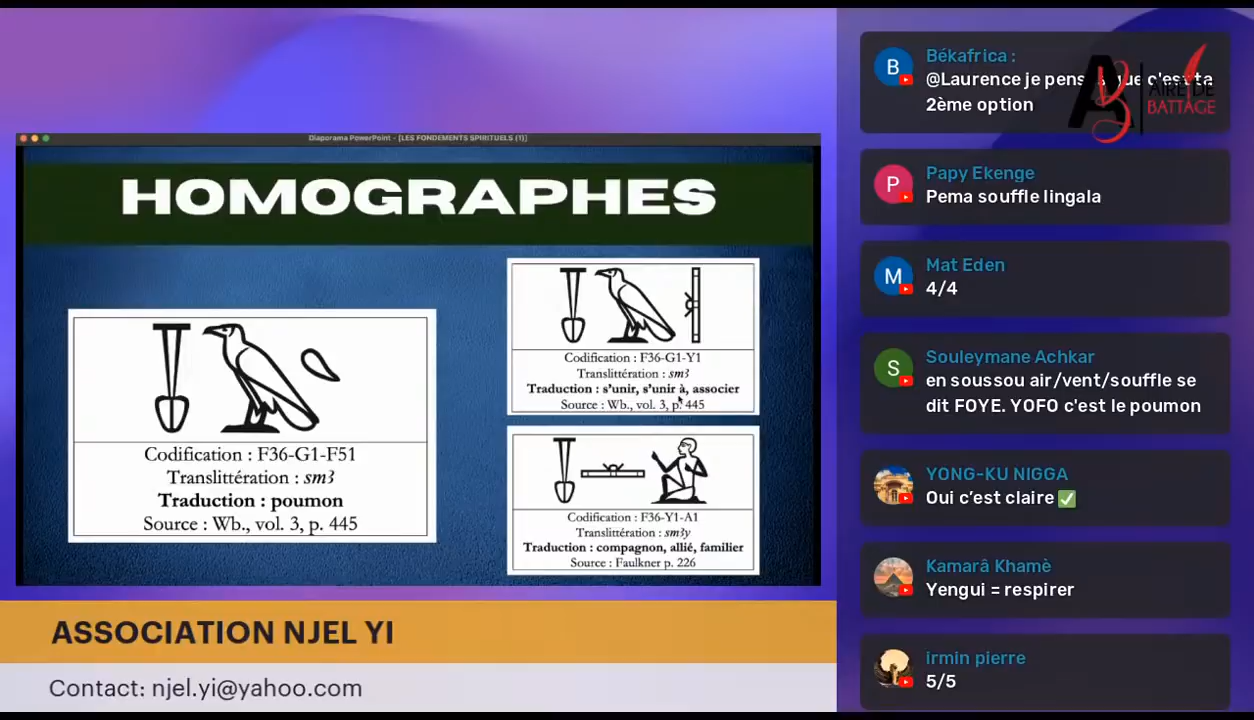 Diaporama PowerPoint - [LES FONDEMENTS SPIRITUELS (1)]
HOMOGRAPHES
Codification : F36-G1-F51
Translittération : sm3
Traduction : poumon
Source : Wb., vol. 3, p. 445
Codification : F36-G1-Y1
Translittération : sm3
Traduction : s'unir, s'unir à, associer
Source : Wb., vol. 3, p. 445
Codification : F36-Y1-A1
Translittération : sm3y
Traduction : compagnon, allié, familier
Source : Faulkner p. 226
ASSOCIATION NJEL YI
Contact: njel.yi@yahoo.com
B
Békafrica :
@Laurence je que c'est ta
2ème option
AIRE DE
BATTAGE
P
Papy Ekenge
Pema souffle lingala
M
Mat Eden
4/4
S
Souleymane Achkar
en soussou air/vent/souffle se
dit FOYE. YOFO c'est le poumon
YONG-KU NIGGA
Oui c'est claire ✅
Kamarâ Khamè
Yengui = respirer
irmin pierre
5/5